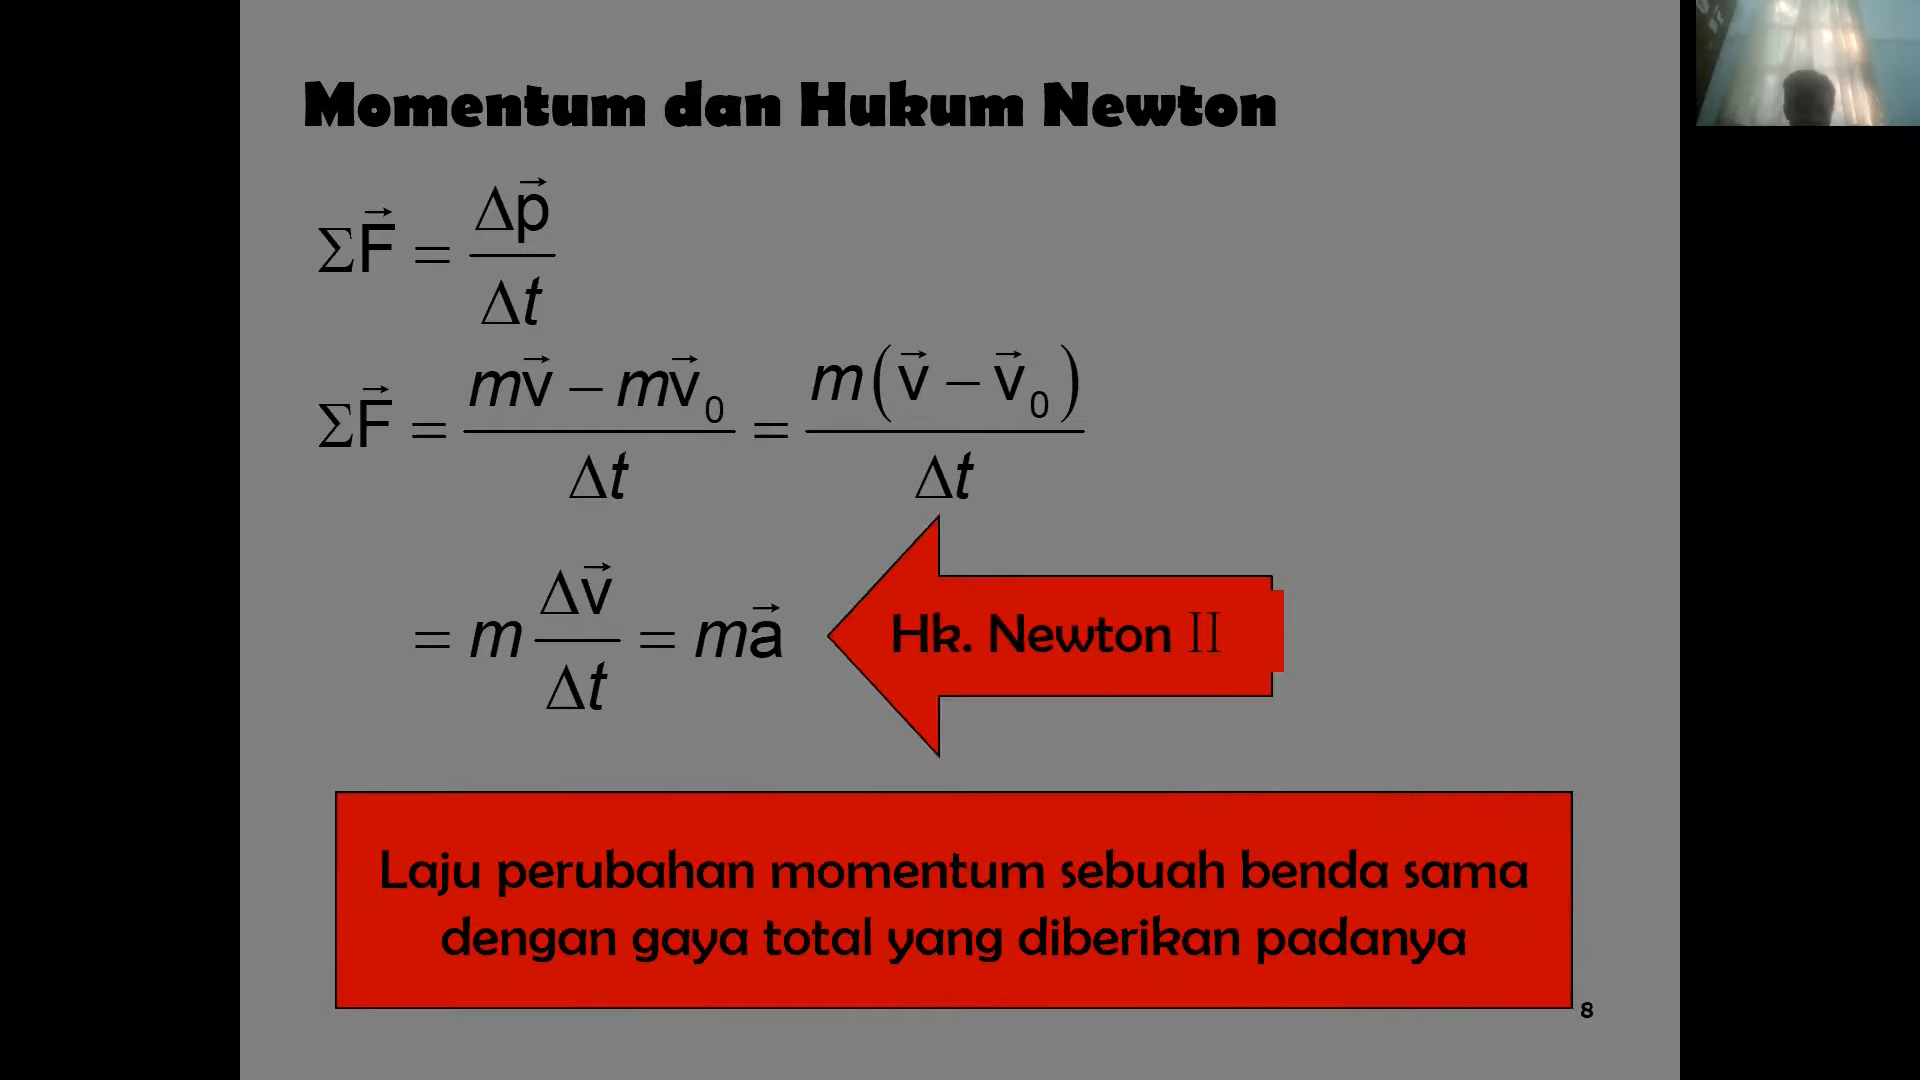 Momentum dan Hukum Newton
ΣF⃗ = Δp⃗ / Δt
ΣF⃗ = (mv⃗ − mv⃗₀) / Δt = m(v⃗ − v⃗₀) / Δt
= m Δv⃗ / Δt = ma⃗
Hk. Newton II
Laju perubahan momentum sebuah benda sama
dengan gaya total yang diberikan padanya
8